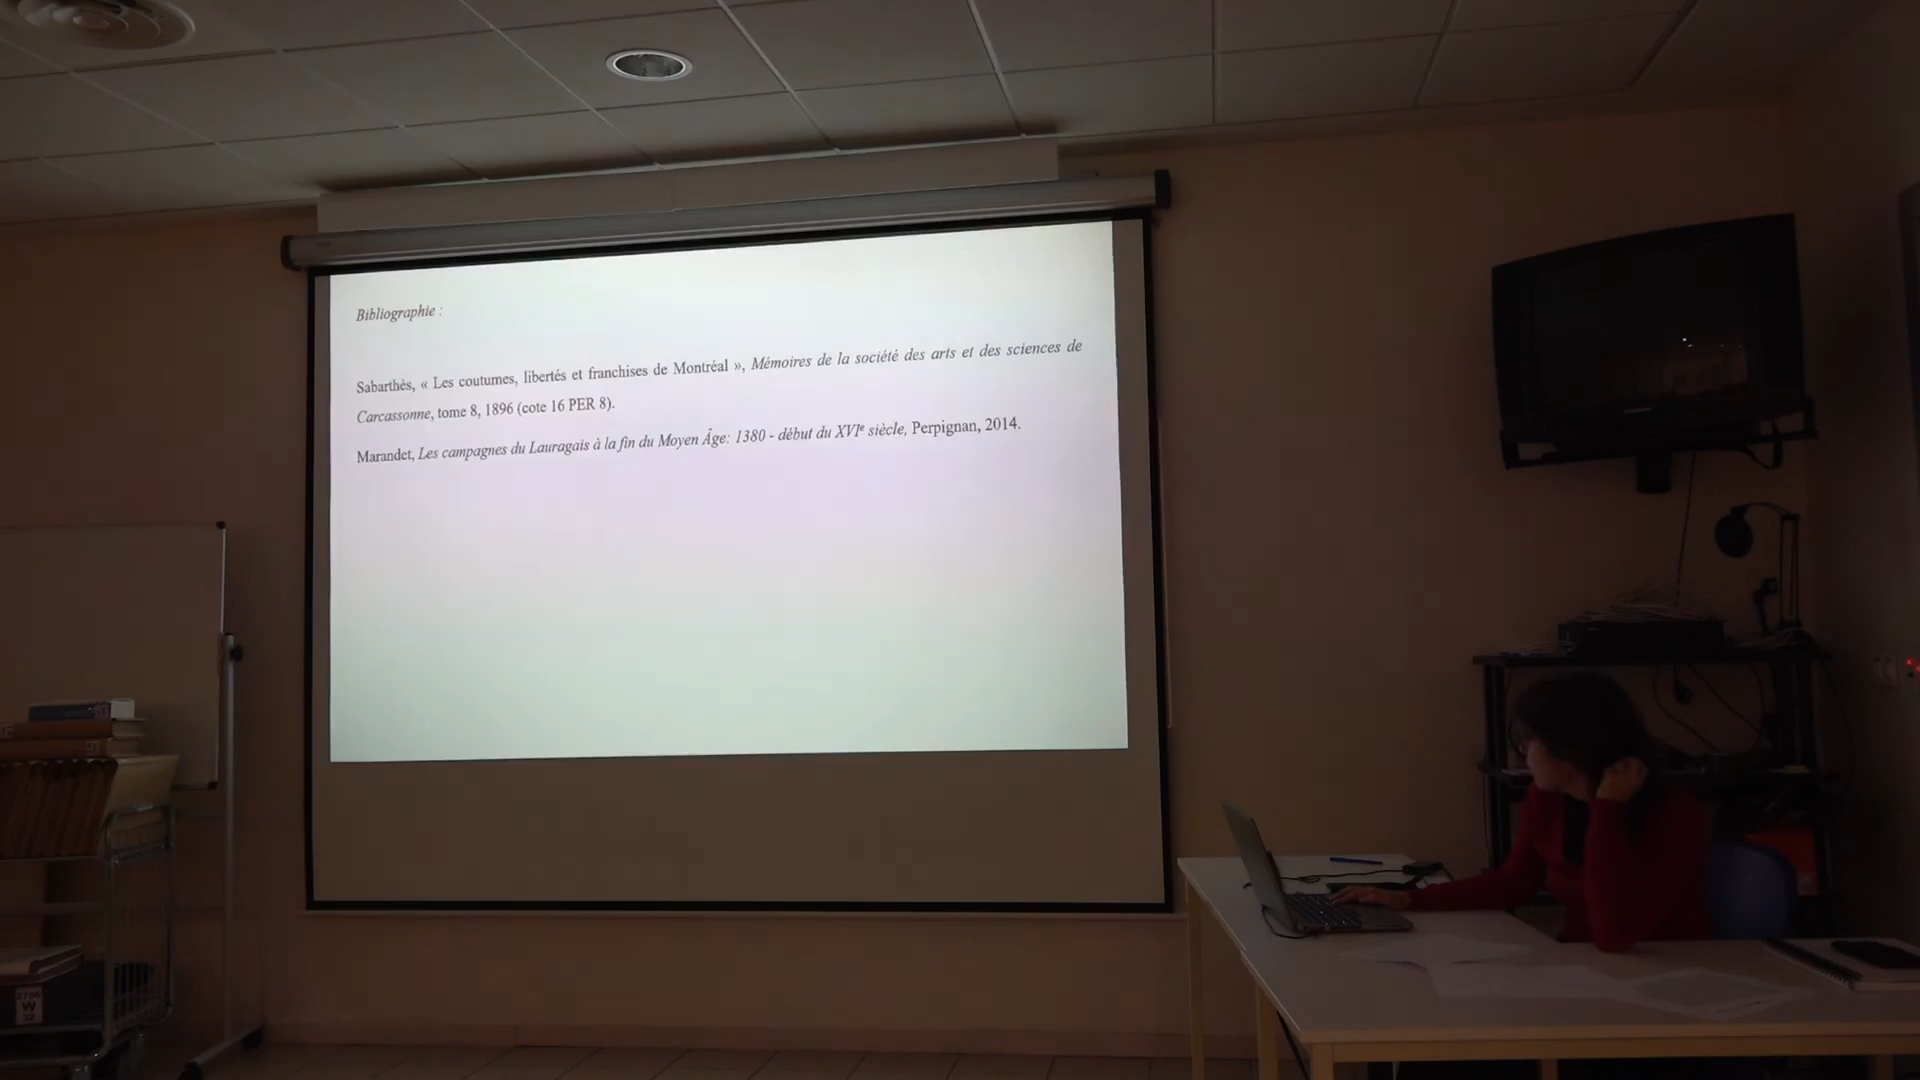 Bibliographie :
Sabarthès, « Les coutumes, libertés et franchises de Montréal », Mémoires de la société des arts et des sciences de
Carcassonne, tome 8, 1896 (cote 16 PER 8).
Marandet, Les campagnes du Lauragais à la fin du Moyen Âge: 1380 - début du XVIe siècle, Perpignan, 2014.
2756
W
32